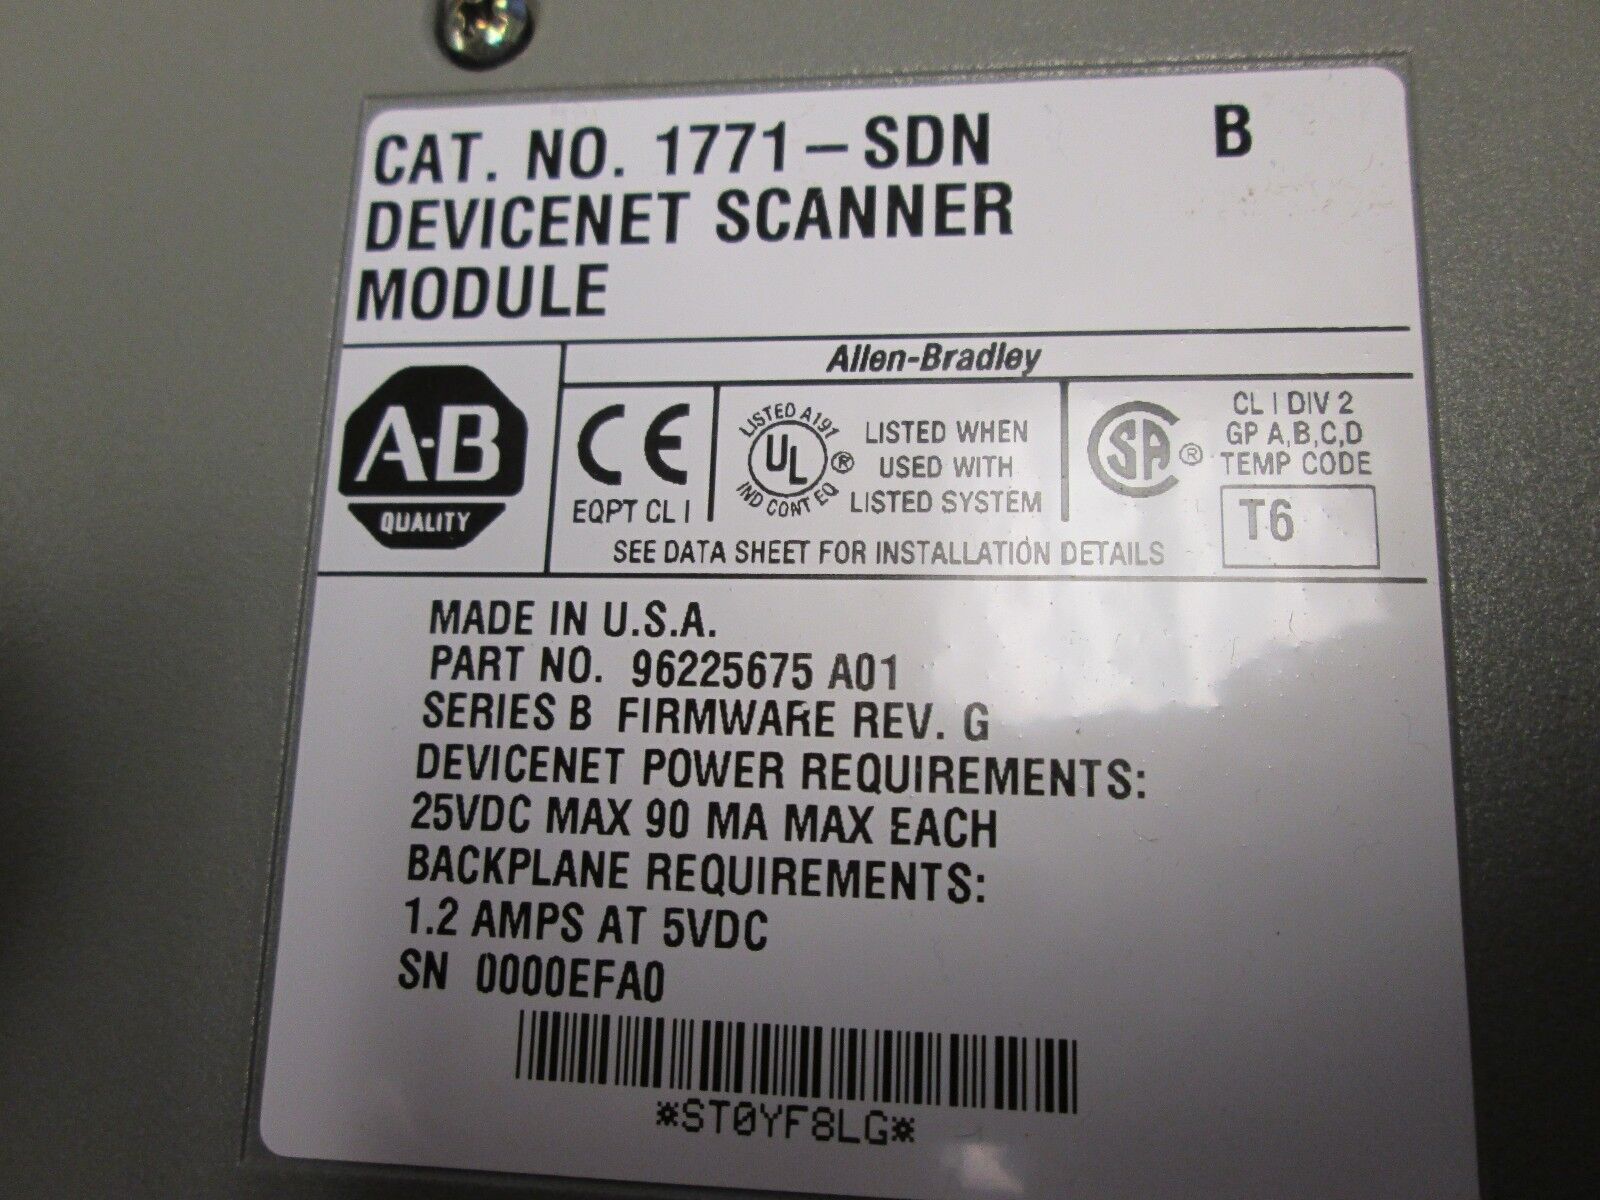 CAT. NO. 1771-SDN B
DEVICENET SCANNER
MODULE
Allen-Bradley
A-B
QUALITY
CE
EQPT CL I
LISTED A191
UL ®
IND CONT EQ
LISTED WHEN
USED WITH
LISTED SYSTEM
SA ®
CL I DIV 2
GP A,B,C,D
TEMP CODE
T6
SEE DATA SHEET FOR INSTALLATION DETAILS
MADE IN U.S.A.
PART NO. 96225675 A01
SERIES B FIRMWARE REV. G
DEVICENET POWER REQUIREMENTS:
25VDC MAX 90 MA MAX EACH
BACKPLANE REQUIREMENTS:
1.2 AMPS AT 5VDC
SN 0000EFA0
*ST0YF8LG*